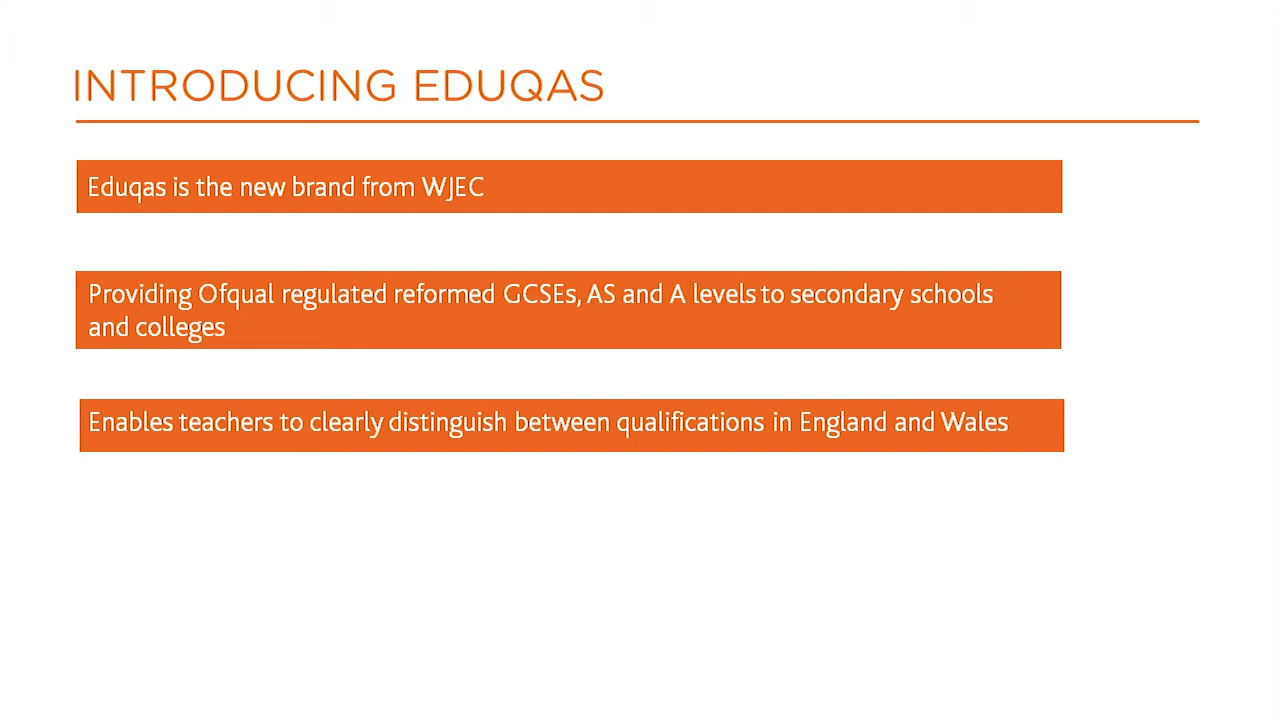 INTRODUCING EDUQAS
Eduqas is the new brand from WJEC
Providing Ofqual regulated reformed GCSEs, AS and A levels to secondary schools
and colleges
Enables teachers to clearly distinguish between qualifications in England and Wales